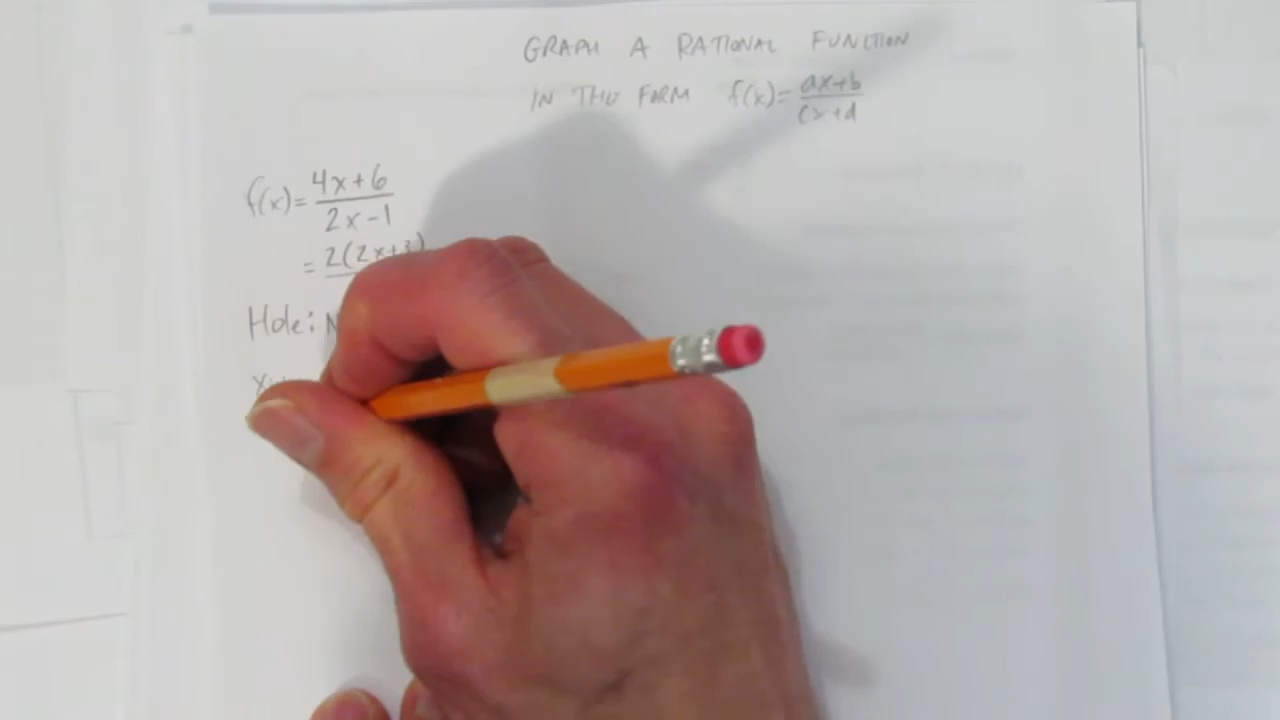 GRAPH A RATIONAL FUNCTION
IN THE FORM f(x)= ax+b
cx+d
f(x)= 4x+6
2x-1
= 2(2x+3)
Hole: